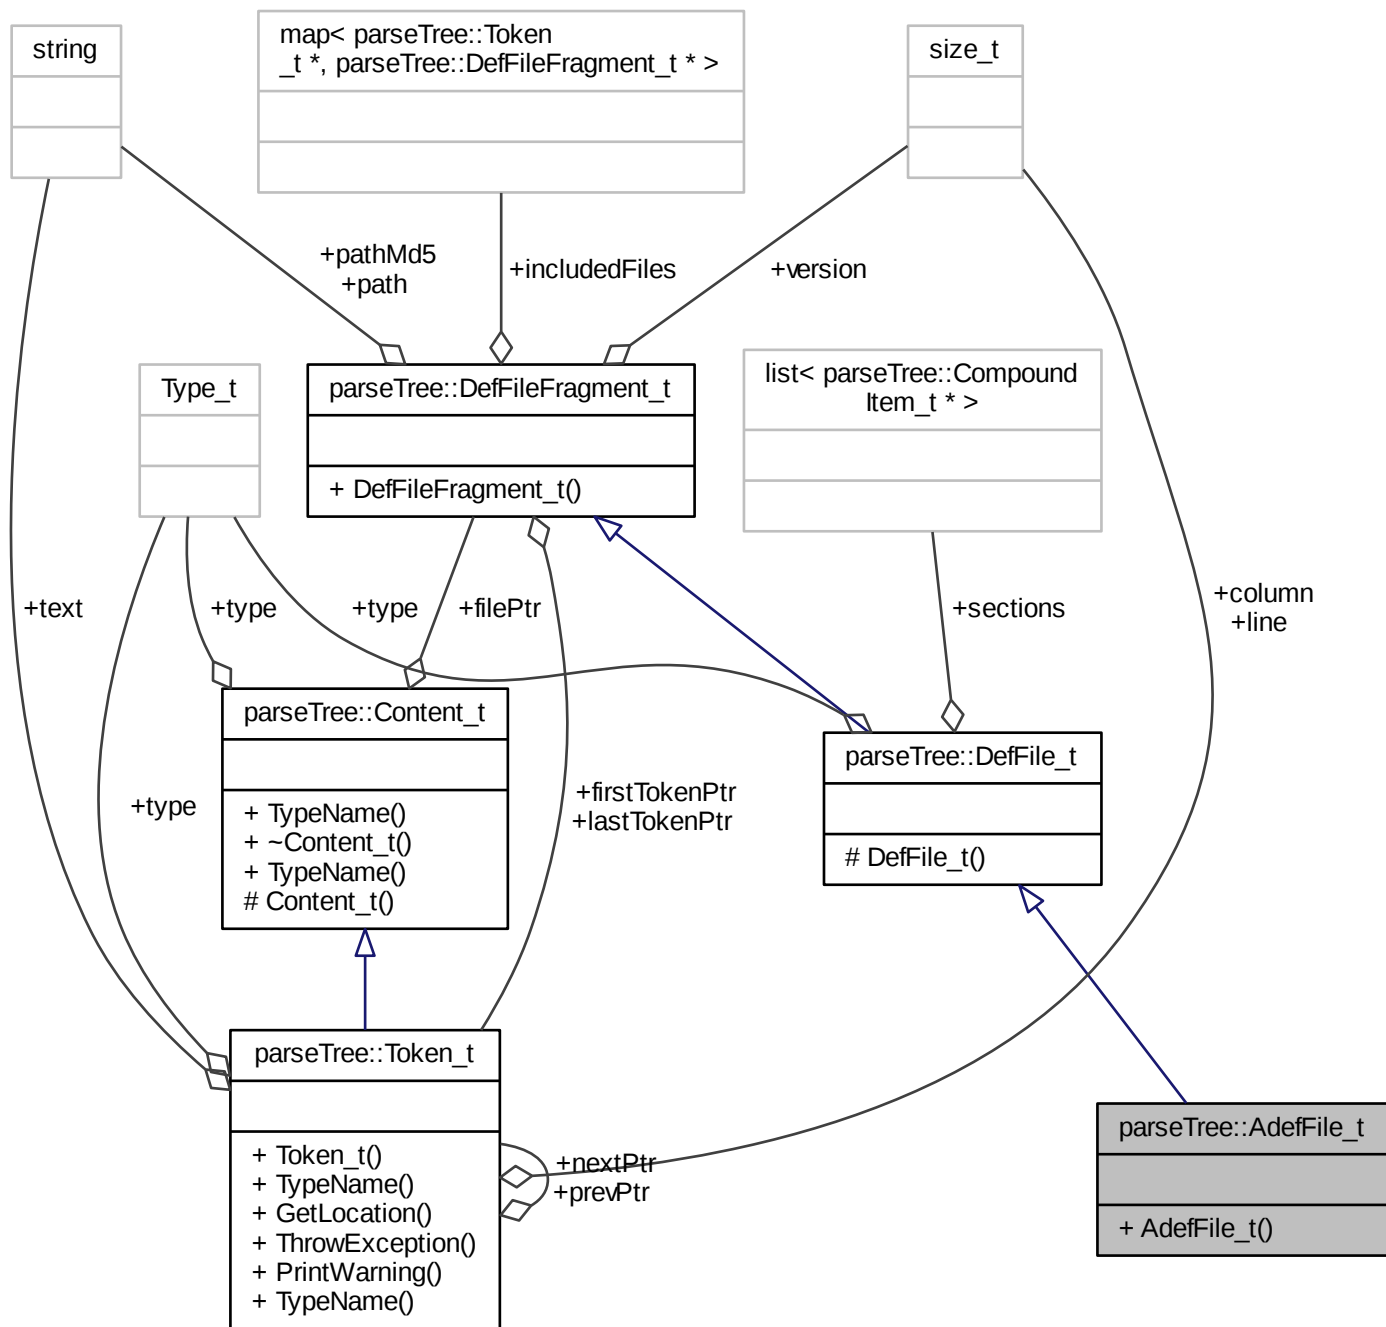 string
map< parseTree::Token
_t *, parseTree::DefFileFragment_t * >
size_t
+pathMd5
+path
+includedFiles
+version
Type_t
parseTree::DefFileFragment_t
+ DefFileFragment_t()
list< parseTree::Compound
Item_t * >
+text
+type
+type
+filePtr
+sections
+column
+line
parseTree::Content_t
+ TypeName()
+ ~Content_t()
+ TypeName()
# Content_t()
+type
+firstTokenPtr
+lastTokenPtr
parseTree::DefFile_t
# DefFile_t()
parseTree::Token_t
+ Token_t()
+ TypeName()
+ GetLocation()
+ ThrowException()
+ PrintWarning()
+ TypeName()
+nextPtr
+prevPtr
parseTree::AdefFile_t
+ AdefFile_t()